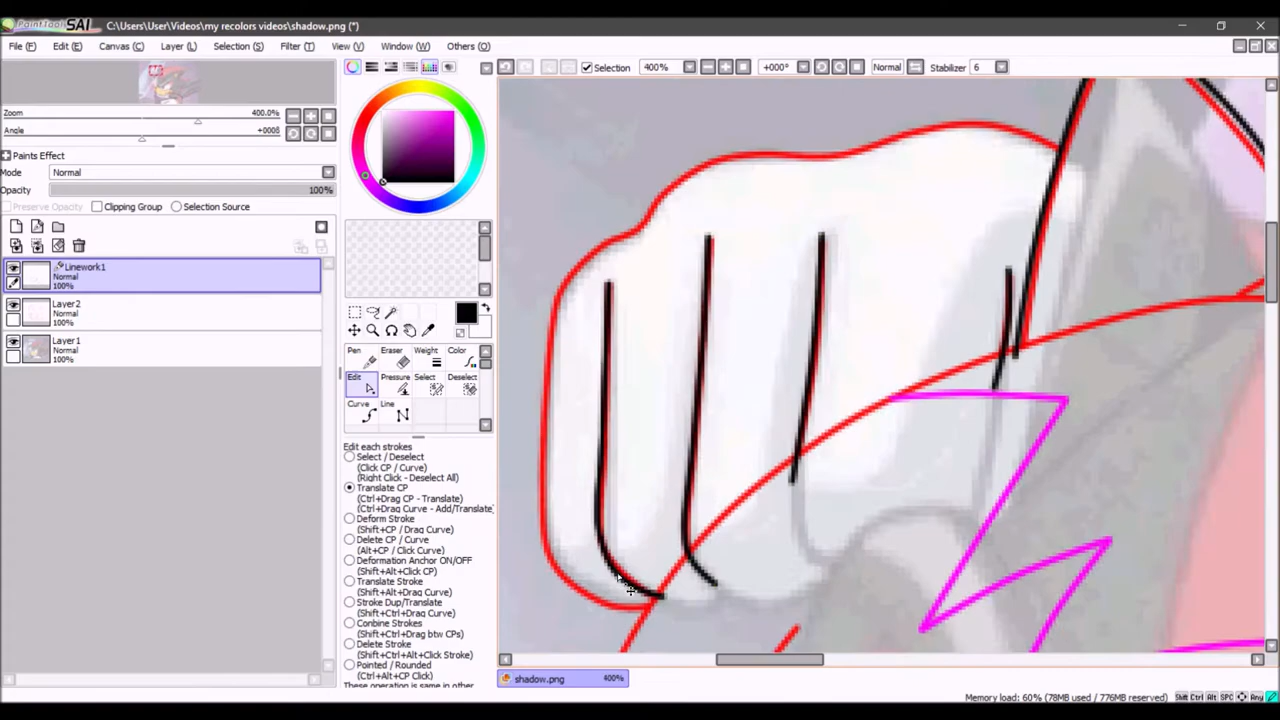 PaintTool SAI C:\Users\User\Videos\my recolors videos\shadow.png (*)
File (F) Edit (E) Canvas (C) Layer (L) Selection (S) Filter (T) View (V) Window (W) Others (O)
Selection 400% +000° Normal Stabilizer 6
Zoom 400.0%
Angle +000§
Paints Effect
Mode Normal
Opacity 100%
Preserve Opacity Clipping Group Selection Source
Linework1
Normal
100%
Layer2
Normal
100%
Layer1
Normal
100%
Pen Eraser Weight Color
Edit Pressure Select Deselect
Curve Line
Edit each strokes
Select / Deselect
(Click CP / Curve)
(Right Click - Deselect All)
Translate CP
(Ctrl+Drag CP - Translate)
(Ctrl+Drag Curve - Add/Translate)
Deform Stroke
(Shift+CP / Drag Curve)
Delete CP / Curve
(Alt+CP / Click Curve)
Deformation Anchor ON/OFF
(Shift+Alt+Click CP)
Translate Stroke
(Shift+Alt+Drag Curve)
Stroke Dup/Translate
(Shift+Ctrl+Drag Curve)
Conbine Strokes
(Shift+Ctrl+Drag btw CPs)
Delete Stroke
(Shift+Ctrl+Alt+Click Stroke)
Pointed / Rounded
(Ctrl+Alt+CP Click)
These operation is same in other
shadow.png 400%
Memory load: 60% (78MB used / 776MB reserved) Shift Ctrl Alt SPC Any